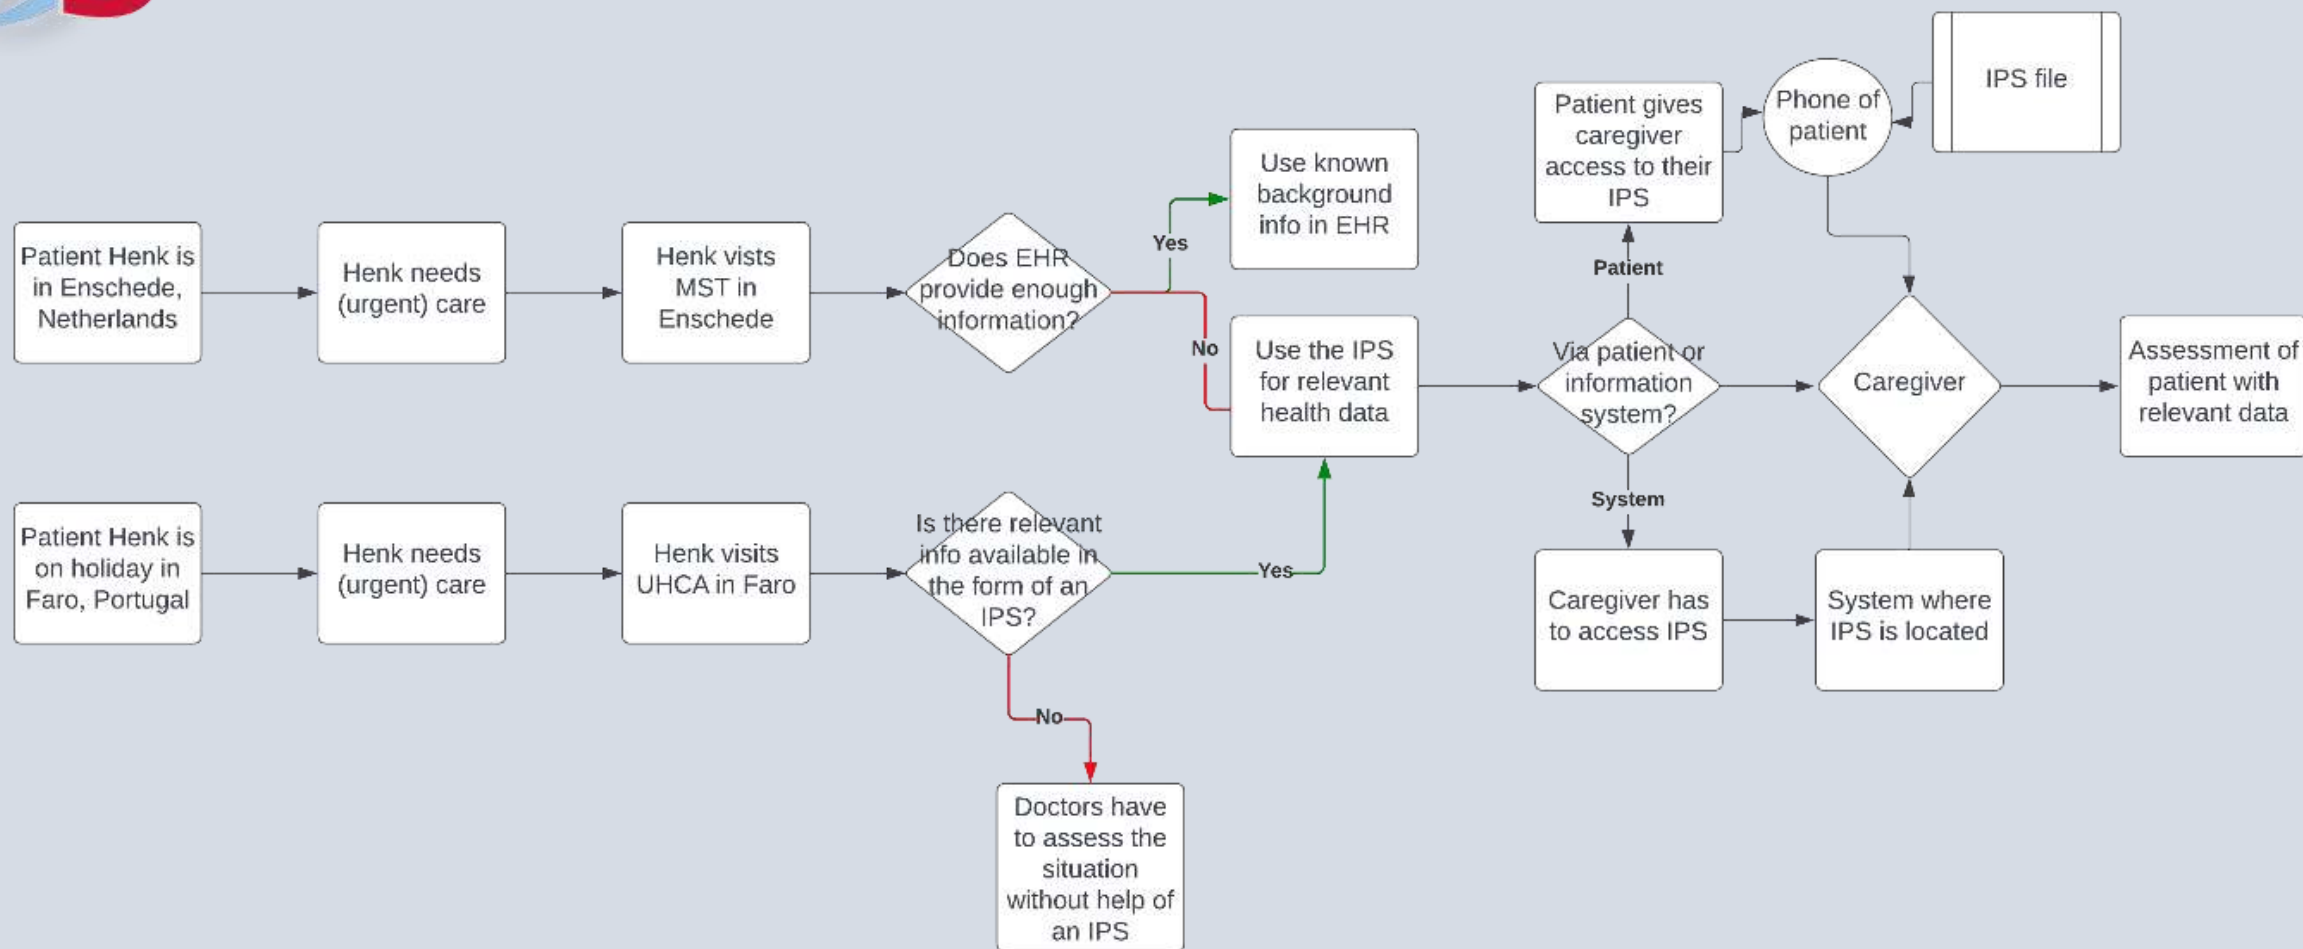 IPS file
Patient gives
caregiver
access to their
IPS
Phone of
patient
Use known
background
info in EHR
Patient Henk is
in Enschede,
Netherlands
Henk needs
(urgent) care
Henk vists
MST in
Enschede
Does EHR
provide enough
information?
Yes
No
Patient
Use the IPS
for relevant
health data
Via patient or
information
system?
Caregiver
Assessment of
patient with
relevant data
System
Patient Henk is
on holiday in
Faro, Portugal
Henk needs
(urgent) care
Henk visits
UHCA in Faro
Is there relevant
info available in
the form of an
IPS?
Yes
Caregiver has
to access IPS
System where
IPS is located
No
Doctors have
to assess the
situation
without help of
an IPS